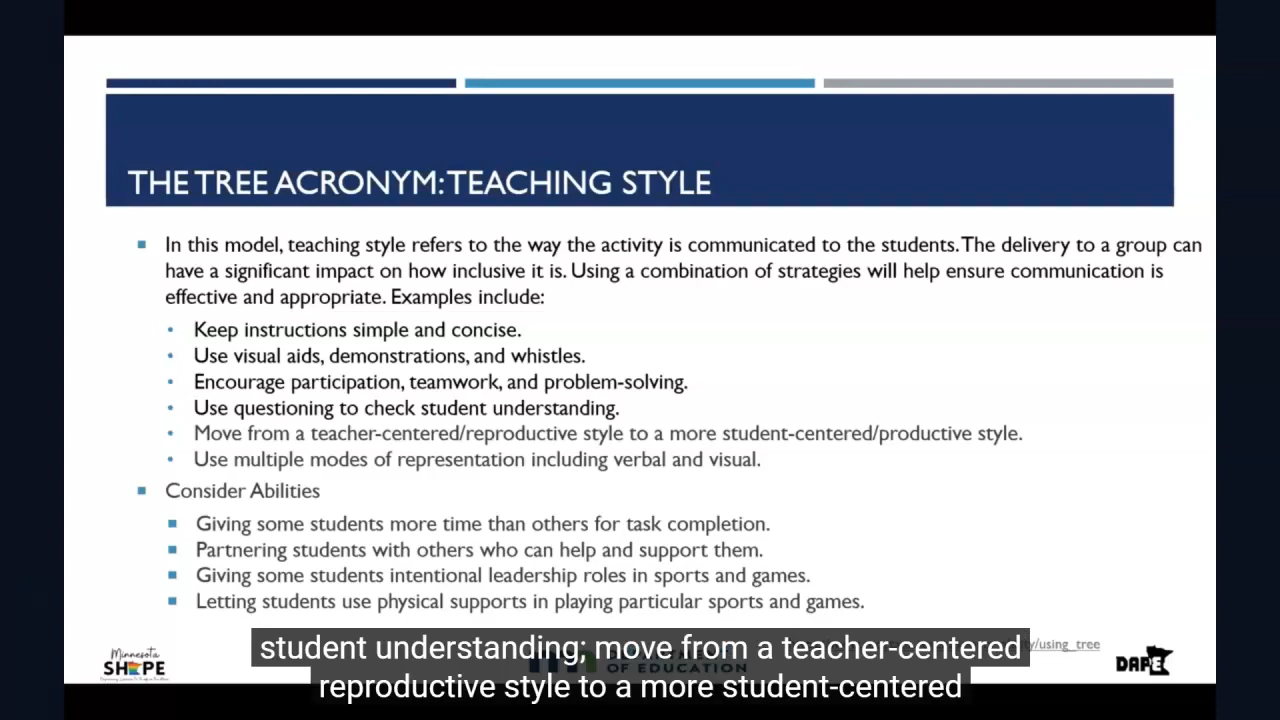 THE TREE ACRONYM: TEACHING STYLE
In this model, teaching style refers to the way the activity is communicated to the students. The delivery to a group can
have a significant impact on how inclusive it is. Using a combination of strategies will help ensure communication is
effective and appropriate. Examples include:
Keep instructions simple and concise.
Use visual aids, demonstrations, and whistles.
Encourage participation, teamwork, and problem-solving.
Use questioning to check student understanding.
Move from a teacher-centered/reproductive style to a more student-centered/productive style.
Use multiple modes of representation including verbal and visual.
Consider Abilities
Giving some students more time than others for task completion.
Partnering students with others who can help and support them.
Giving some students intentional leadership roles in sports and games.
Letting students use physical supports in playing particular sports and games.
student understanding; move from a teacher-centered
reproductive style to a more student-centered
/using_tree
Minnesota
SHAPE
OF EDUCATION
DAPE